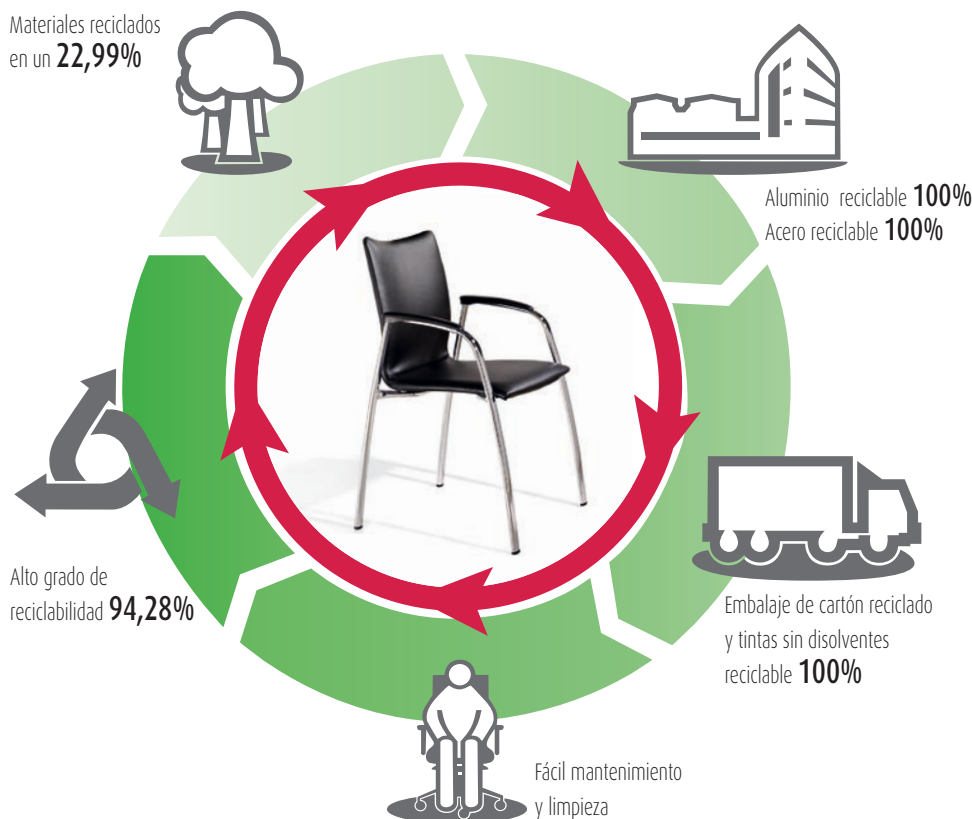 Materiales reciclados
en un 22,99%
Aluminio reciclable 100%
Acero reciclable 100%
Embalaje de cartón reciclado
y tintas sin disolventes
reciclable 100%
Fácil mantenimiento
y limpieza
Alto grado de
reciclabilidad 94,28%